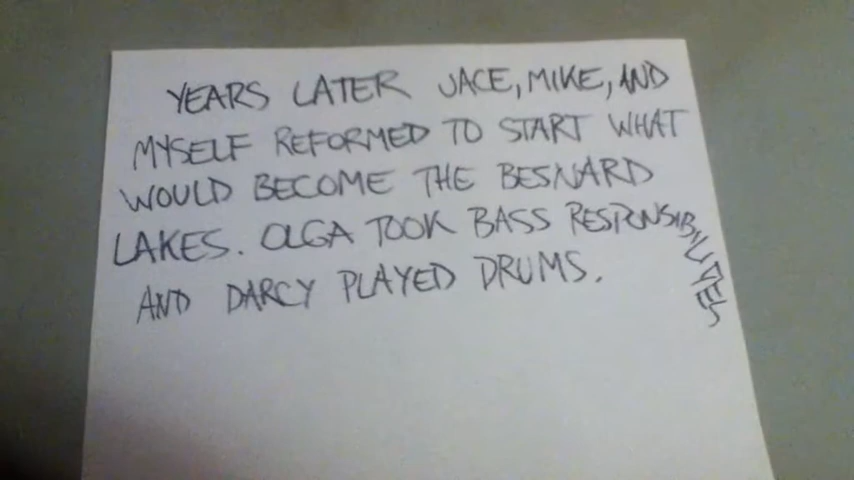 YEARS LATER JACE, MIKE, AND
MYSELF REFORMED TO START WHAT
WOULD BECOME THE BESNARD
LAKES. OLGA TOOK BASS RESPONSIBILITIES
AND DARCY PLAYED DRUMS.